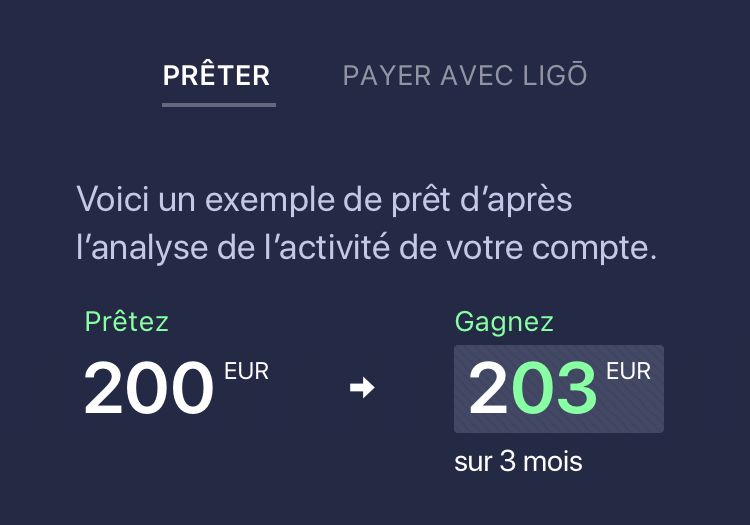 PRÊTER PAYER AVEC LIGŌ
Voici un exemple de prêt d’après
l’analyse de l’activité de votre compte.
Prêtez Gagnez
200 EUR 203 EUR
sur 3 mois